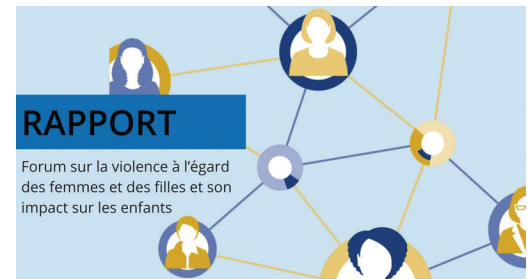 RAPPORT
Forum sur la violence à l'égard
des femmes et des filles et son
impact sur les enfants